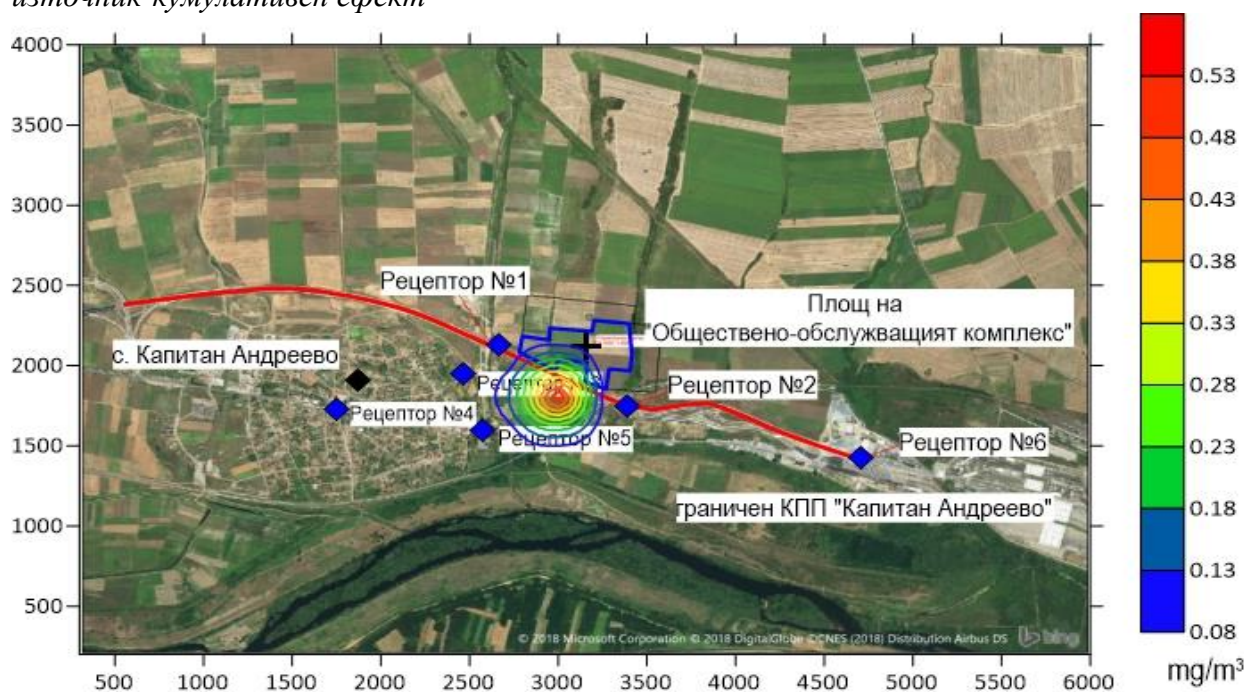 източник кумулативен ефект
4000
3500
3000
2500
2000
1500
1000
500
500
1000
1500
2000
2500
3000
3500
4000
4500
5000
5500
6000
Рецептор №1
Площ на
"Обществено-обслужващият комплекс"
с. Капитан Андреево
Рецептор №2
Рецептор №4
Рецептор №5
Рецептор №6
граничен КПП "Капитан Андреево"
© 2018 Microsoft Corporation © 2018 DigitalGlobe ©CNES (2018) Distribution Airbus DS
bing
0.53
0.48
0.43
0.38
0.33
0.28
0.23
0.18
0.13
0.08
mg/m³